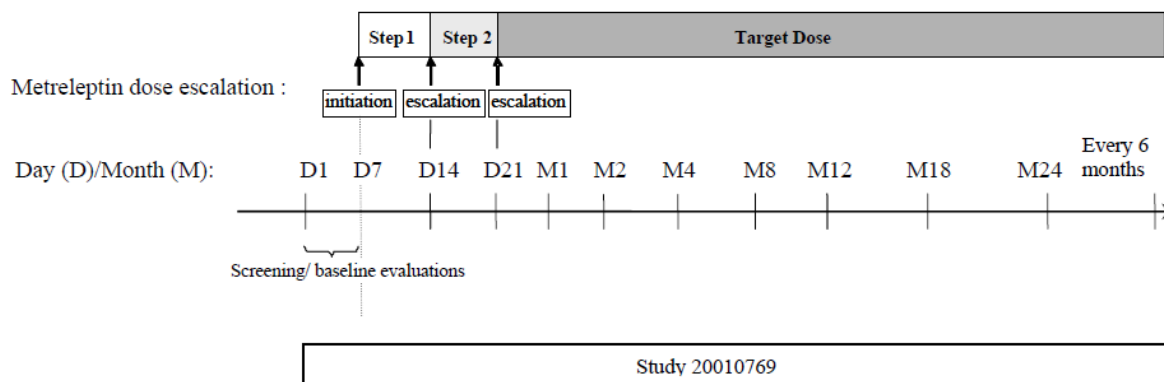 Step 1 Step 2 Target Dose
Metreleptin dose escalation :
initiation escalation escalation
Day (D)/Month (M): D1 D7 D14 D21 M1 M2 M4 M8 M12 M18 M24 Every 6
months
Screening/ baseline evaluations
Study 20010769